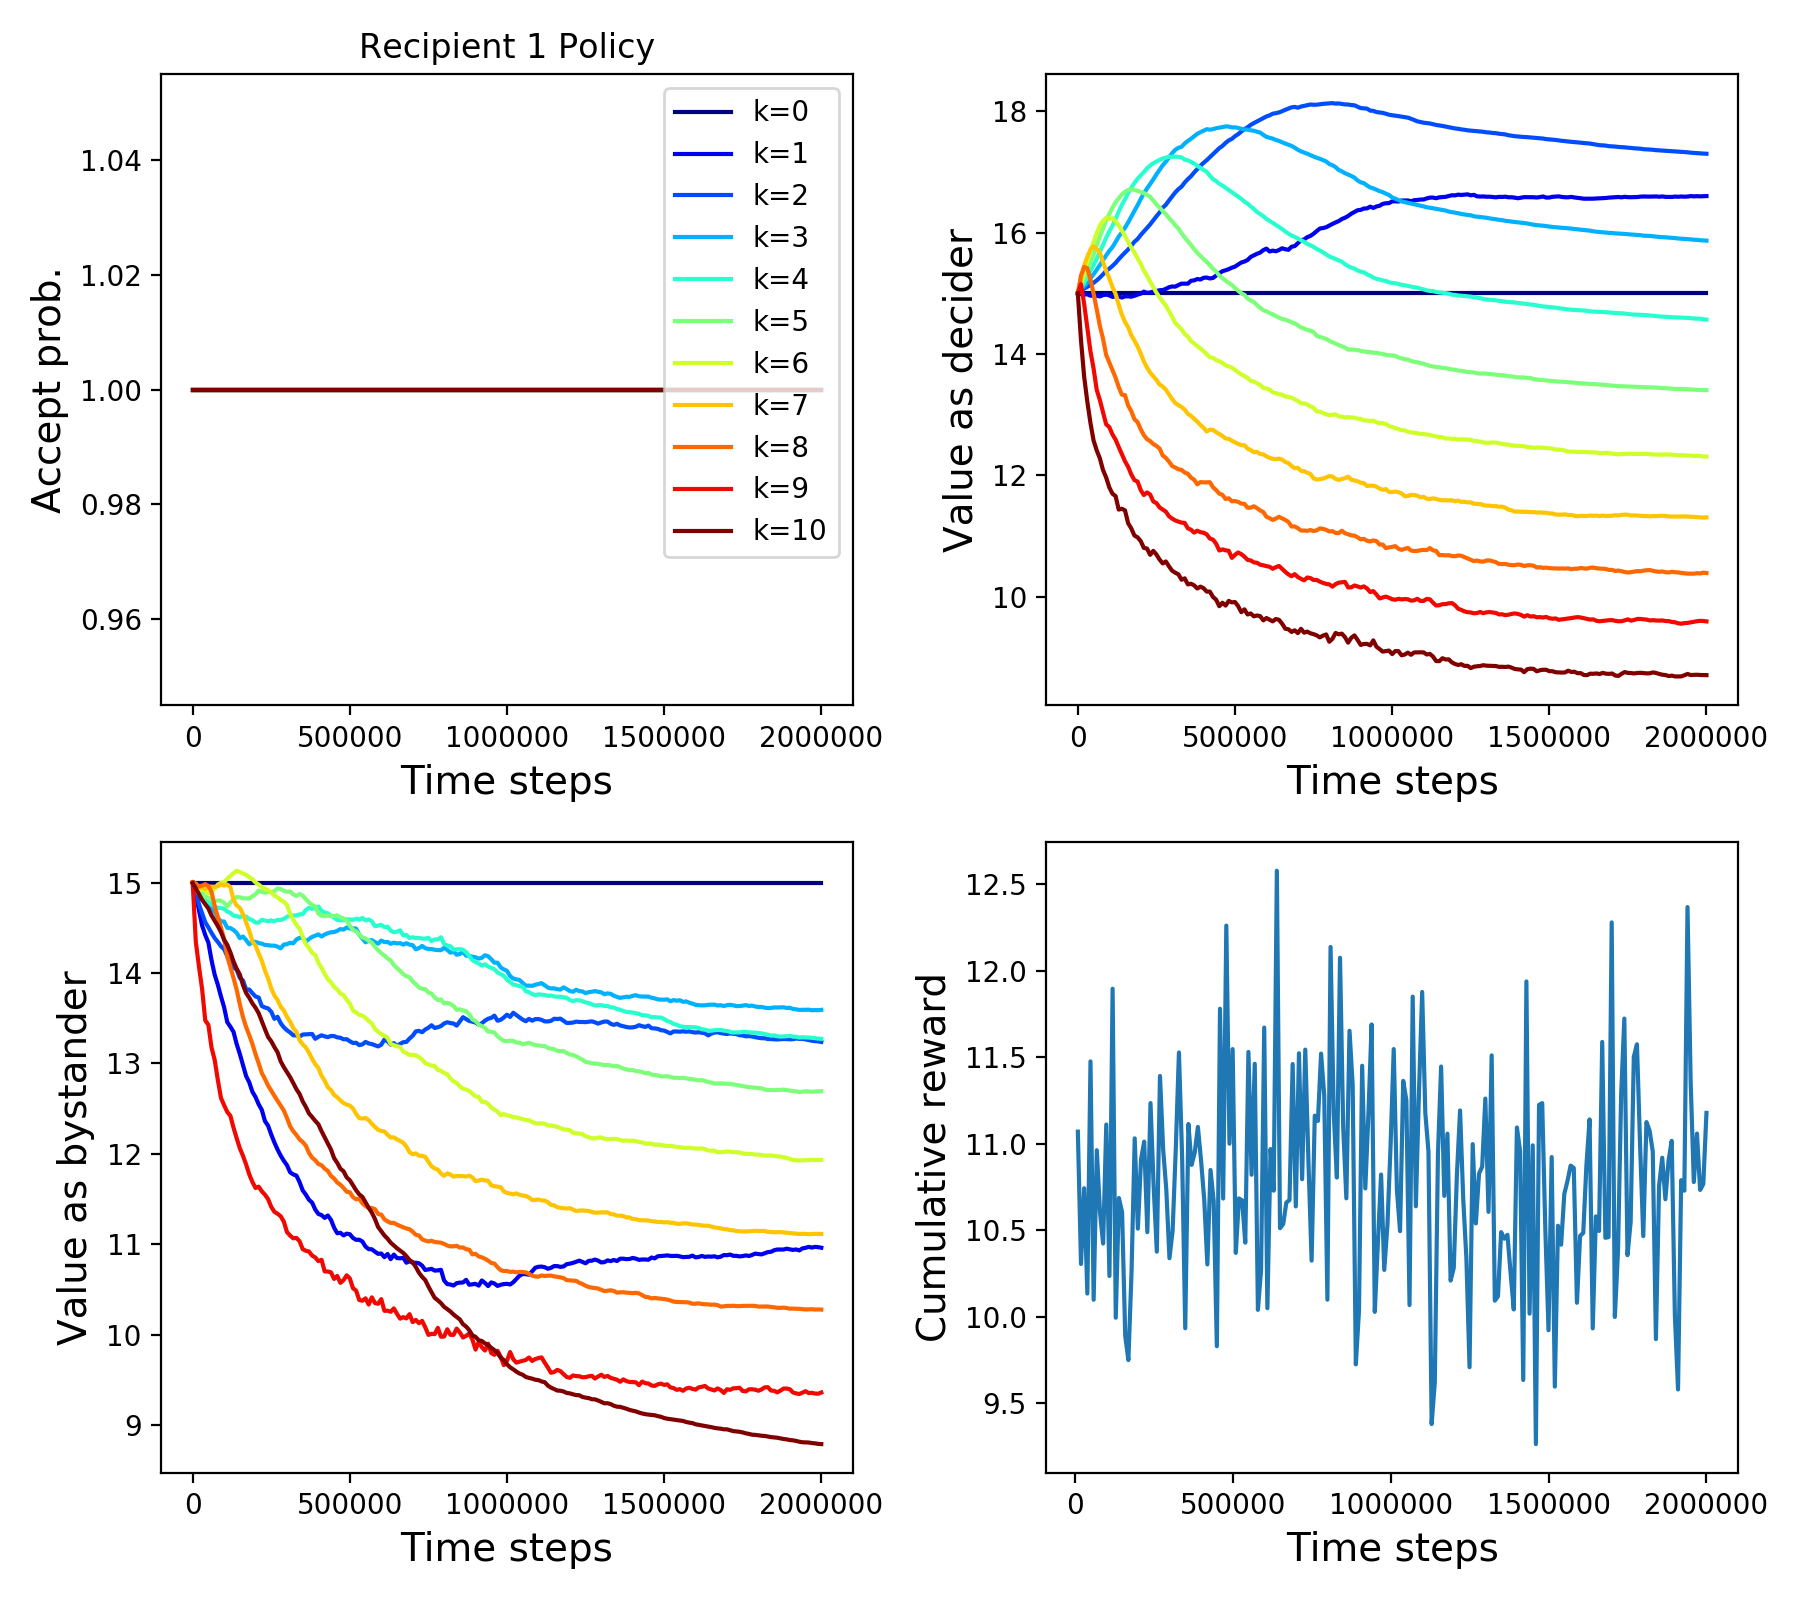 Recipient 1 Policy
Accept prob.
1.04
1.02
1.00
0.98
0.96
k=0
k=1
k=2
k=3
k=4
k=5
k=6
k=7
k=8
k=9
k=10
0 500000 1000000 1500000 2000000
Time steps
Value as decider
18
16
14
12
10
0 500000 1000000 1500000 2000000
Time steps
Value as bystander
15
14
13
12
11
10
9
0 500000 1000000 1500000 2000000
Time steps
Cumulative reward
12.5
12.0
11.5
11.0
10.5
10.0
9.5
0 500000 1000000 1500000 2000000
Time steps